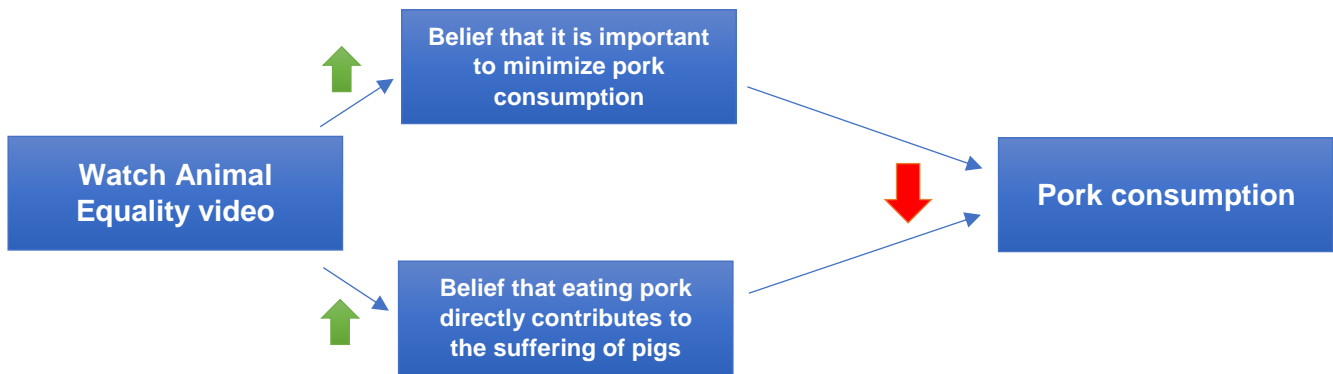 Watch Animal
Equality video
Belief that it is important
to minimize pork
consumption
Belief that eating pork
directly contributes to
the suffering of pigs
Pork consumption